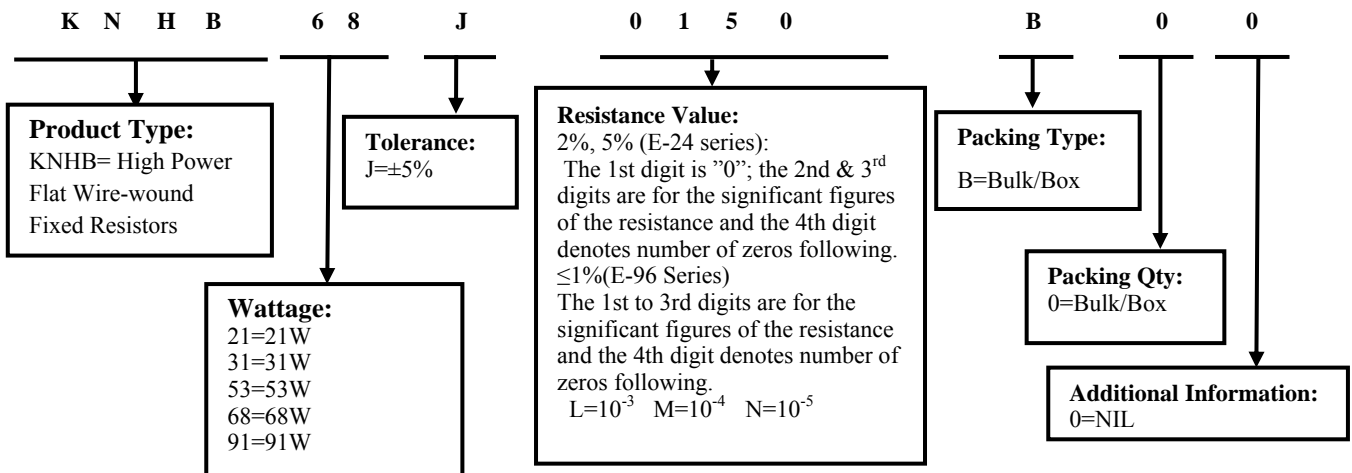 K N H B 6 8 J 0 1 5 0 B 0 0
Product Type:
KNHB= High Power
Flat Wire-wound
Fixed Resistors
Wattage:
21=21W
31=31W
53=53W
68=68W
91=91W
Tolerance:
J=±5%
Resistance Value:
2%, 5% (E-24 series):
The 1st digit is ”0”; the 2nd & 3rd
digits are for the significant figures
of the resistance and the 4th digit
denotes number of zeros following.
≤1%(E-96 Series)
The 1st to 3rd digits are for the
significant figures of the resistance
and the 4th digit denotes number of
zeros following.
L=10-3 M=10-4 N=10-5
Packing Type:
B=Bulk/Box
Packing Qty:
0=Bulk/Box
Additional Information:
0=NIL